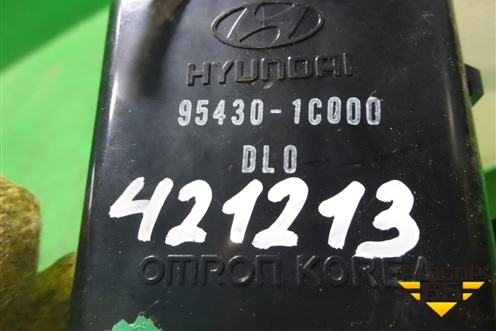 HYUNDAI
95430-1C000
DLO
421213
OMRON KOREA